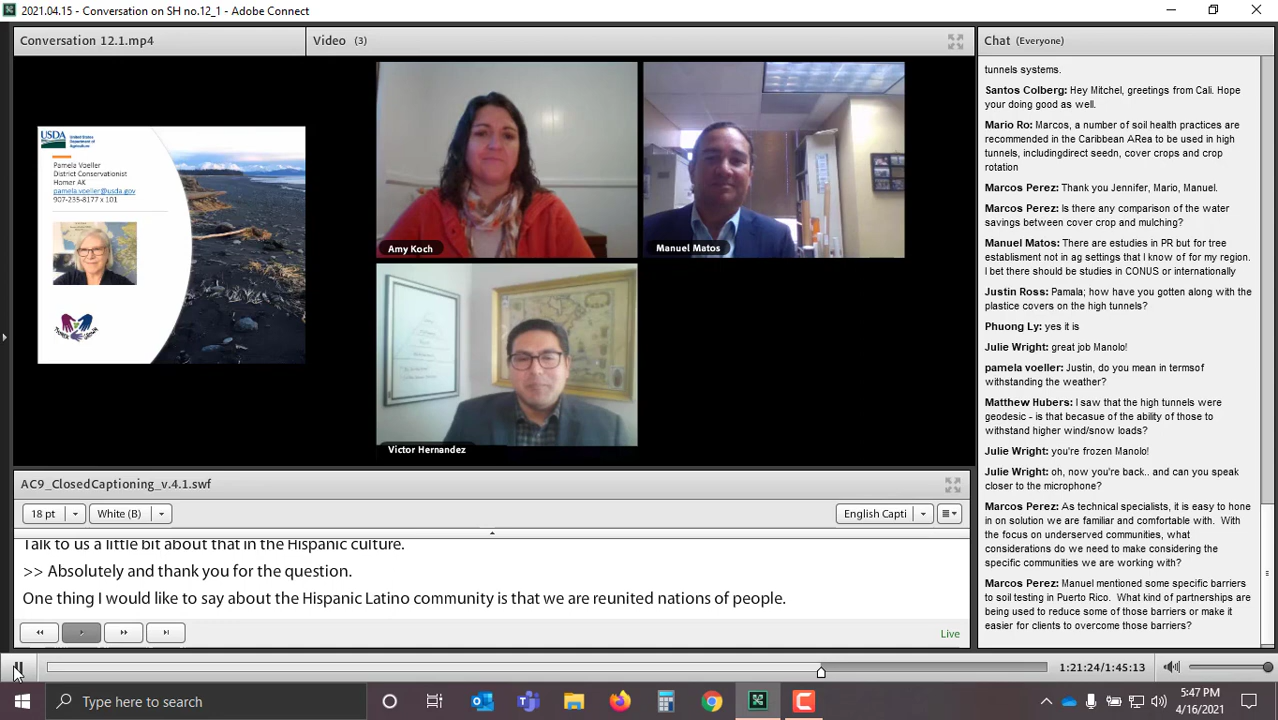 2021.04.15 - Conversation on SH no.12_1 - Adobe Connect
Conversation 12.1.mp4
Video (3)
USDA United States
Department of
Agriculture
Pamela Voeller
District Conservationist
Homer AK
pamela.voeller@usda.gov
907-235-8177 x 101
Amy Koch
Manuel Matos
Victor Hernandez
AC9_ClosedCaptioning_v.4.1.swf
18 pt
White (B)
English Capti
Talk to us a little bit about that in the Hispanic culture.
>> Absolutely and thank you for the question.
One thing I would like to say about the Hispanic Latino community is that we are reunited nations of people.
Live
Chat (Everyone)
tunnels systems.
Santos Colberg: Hey Mitchel, greetings from Cali. Hope
your doing good as well.
Mario Ro: Marcos, a number of soil health practices are
recommended in the Caribbean ARea to be used in high
tunnels, includingdirect seedn, cover crops and crop
rotation
Marcos Perez: Thank you Jennifer, Mario, Manuel.
Marcos Perez: Is there any comparison of the water
savings between cover crop and mulching?
Manuel Matos: There are estudies in PR but for tree
establisment not in ag settings that I know of for my region.
I bet there should be studies in CONUS or internationally
Justin Ross: Pamala; how have you gotten along with the
plastice covers on the high tunnels?
Phuong Ly: yes it is
Julie Wright: great job Manolo!
pamela voeller: Justin, do you mean in termsof
withstanding the weather?
Matthew Hubers: I saw that the high tunnels were
geodesic - is that becasue of the ability of those to
withstand higher wind/snow loads?
Julie Wright: you're frozen Manolo!
Julie Wright: oh, now you're back.. and can you speak
closer to the microphone?
Marcos Perez: As technical specialists, it is easy to hone
in on solution we are familiar and comfortable with. With
the focus on underserved communities, what
considerations do we need to make considering the
specific communities we are working with?
Marcos Perez: Manuel mentioned some specific barriers
to soil testing in Puerto Rico. What kind of partnerships are
being used to reduce some of those barriers or make it
easier for clients to overcome those barriers?
1:21:24/1:45:13
Type here to search
5:47 PM
4/16/2021